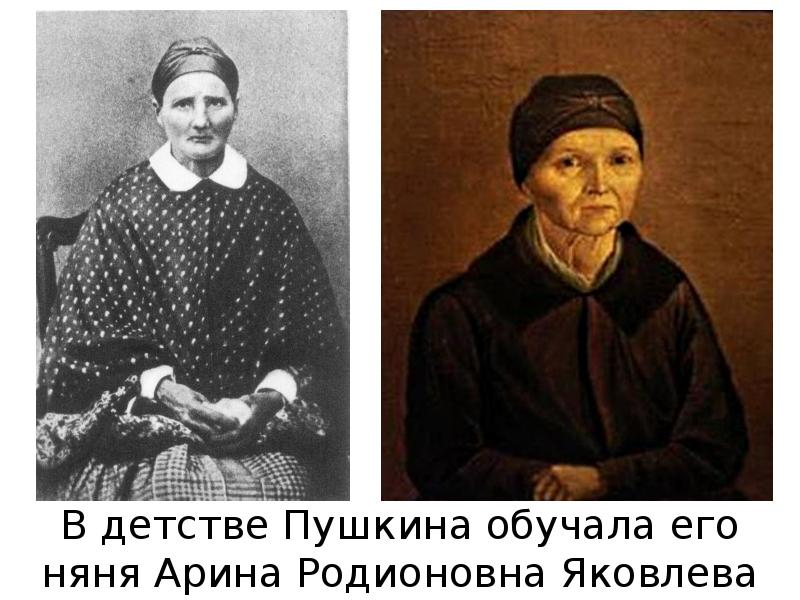 В детстве Пушкина обучала его
няня Арина Родионовна Яковлева